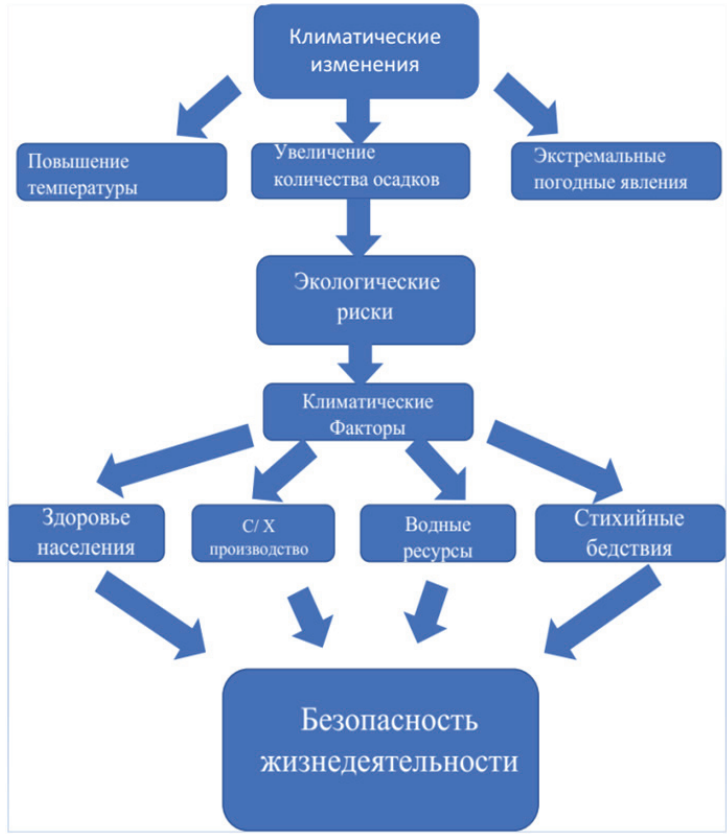 Климатические
изменения
Повышение
температуры
Увеличение
количества осадков
Экстремальные
погодные явления
Экологические
риски
Климатические
Факторы
Здоровье
населения
С/ Х
производство
Водные
ресурсы
Стихийные
бедствия
Безопасность
жизнедеятельности